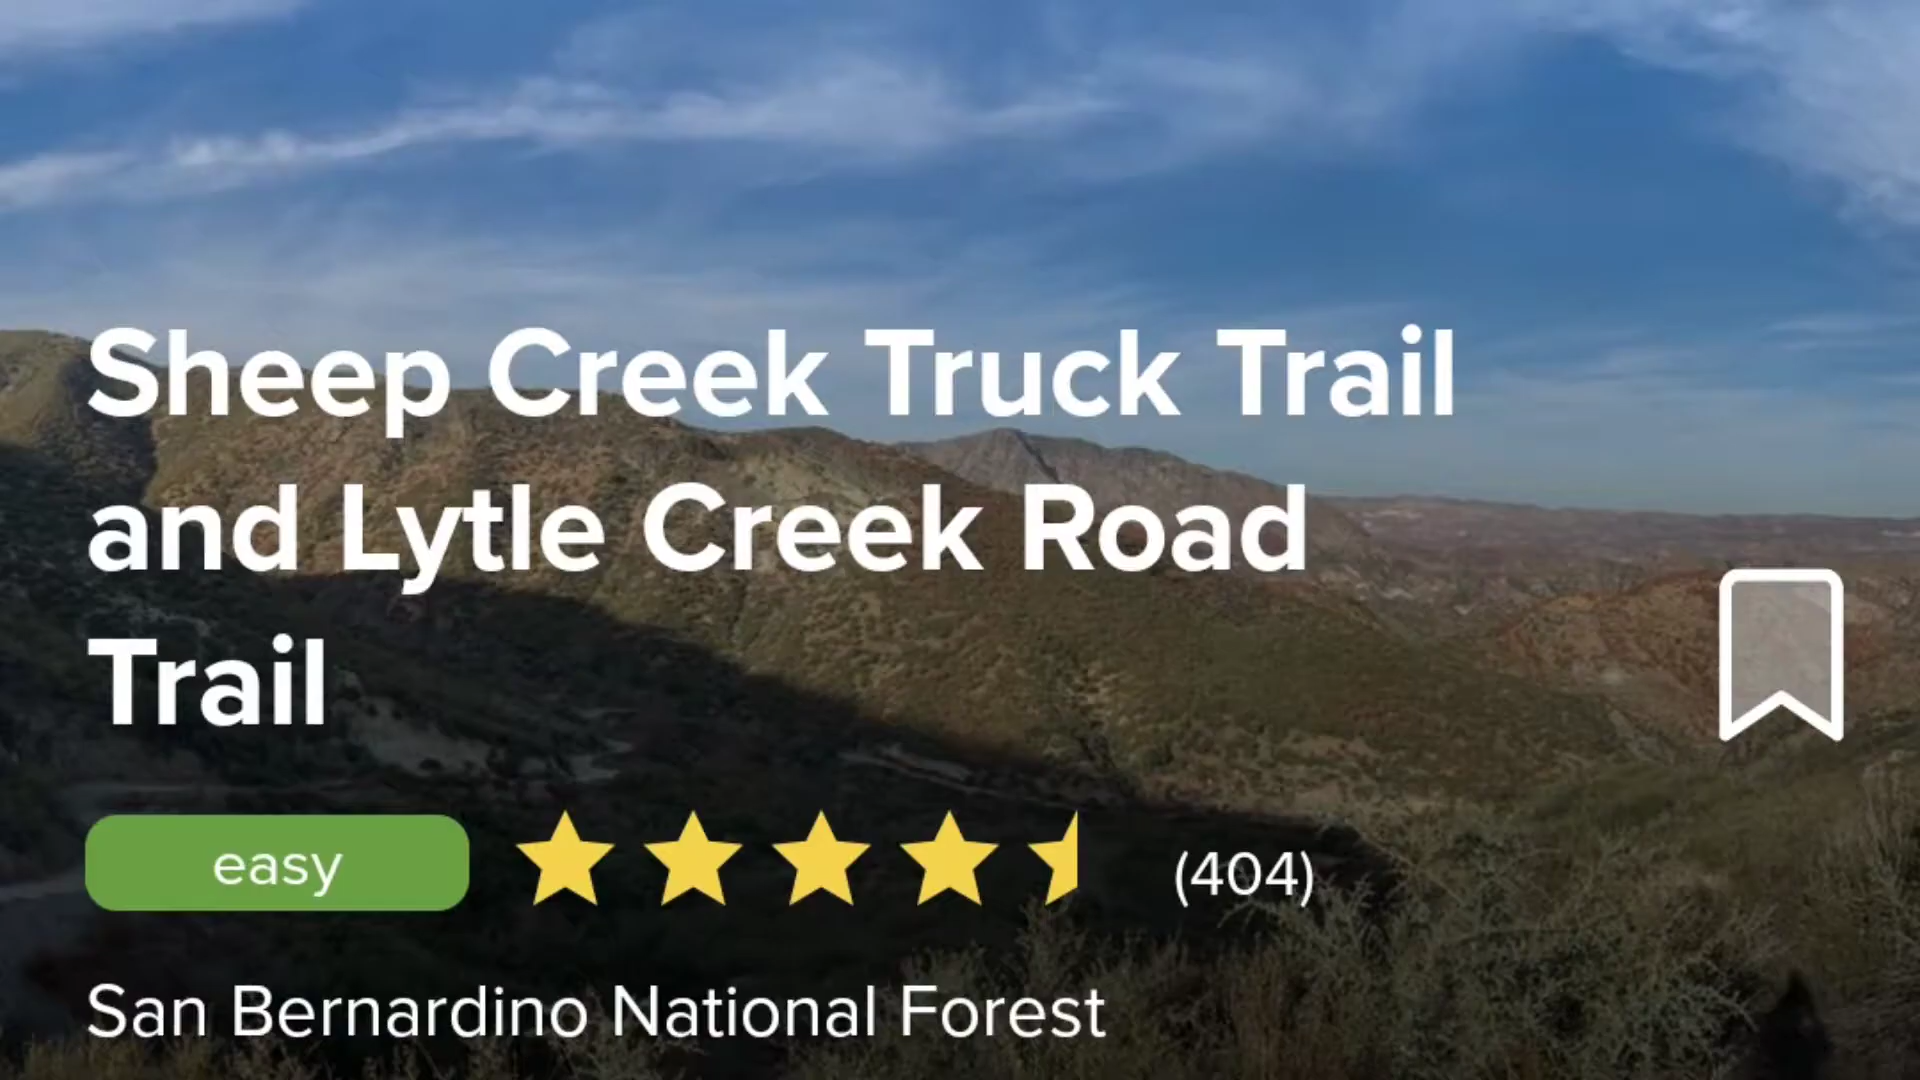 Sheep Creek Truck Trail
and Lytle Creek Road
Trail
easy
(404)
San Bernardino National Forest